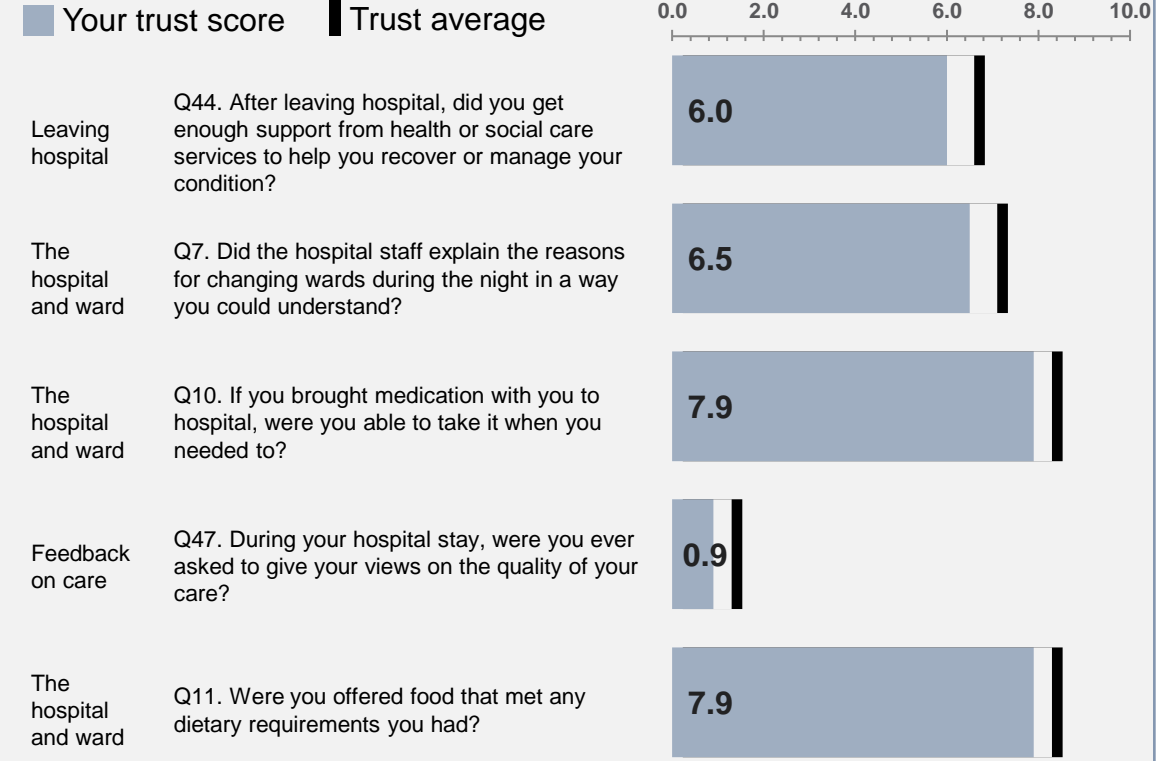 Your trust score Trust average
0.0 2.0 4.0 6.0 8.0 10.0
Leaving
hospital
Q44. After leaving hospital, did you get
enough support from health or social care
services to help you recover or manage your
condition?
6.0
The
hospital
and ward
Q7. Did the hospital staff explain the reasons
for changing wards during the night in a way
you could understand?
6.5
The
hospital
and ward
Q10. If you brought medication with you to
hospital, were you able to take it when you
needed to?
7.9
Feedback
on care
Q47. During your hospital stay, were you ever
asked to give your views on the quality of your
care?
0.9
The
hospital
and ward
Q11. Were you offered food that met any
dietary requirements you had?
7.9